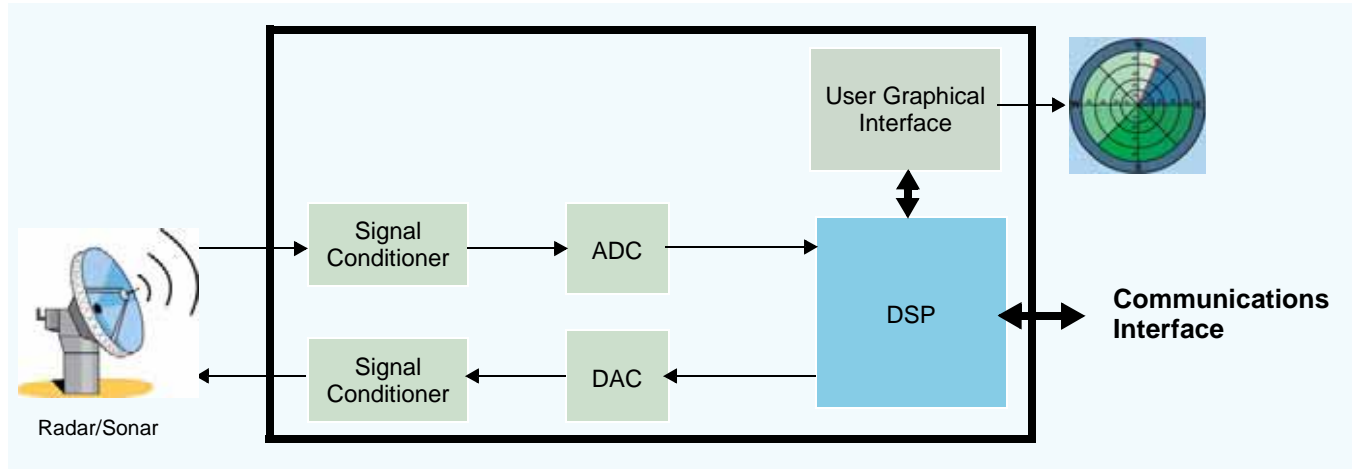 User Graphical
Interface
Signal
Conditioner
ADC
DSP
Communications
Interface
Signal
Conditioner
DAC
Radar/Sonar